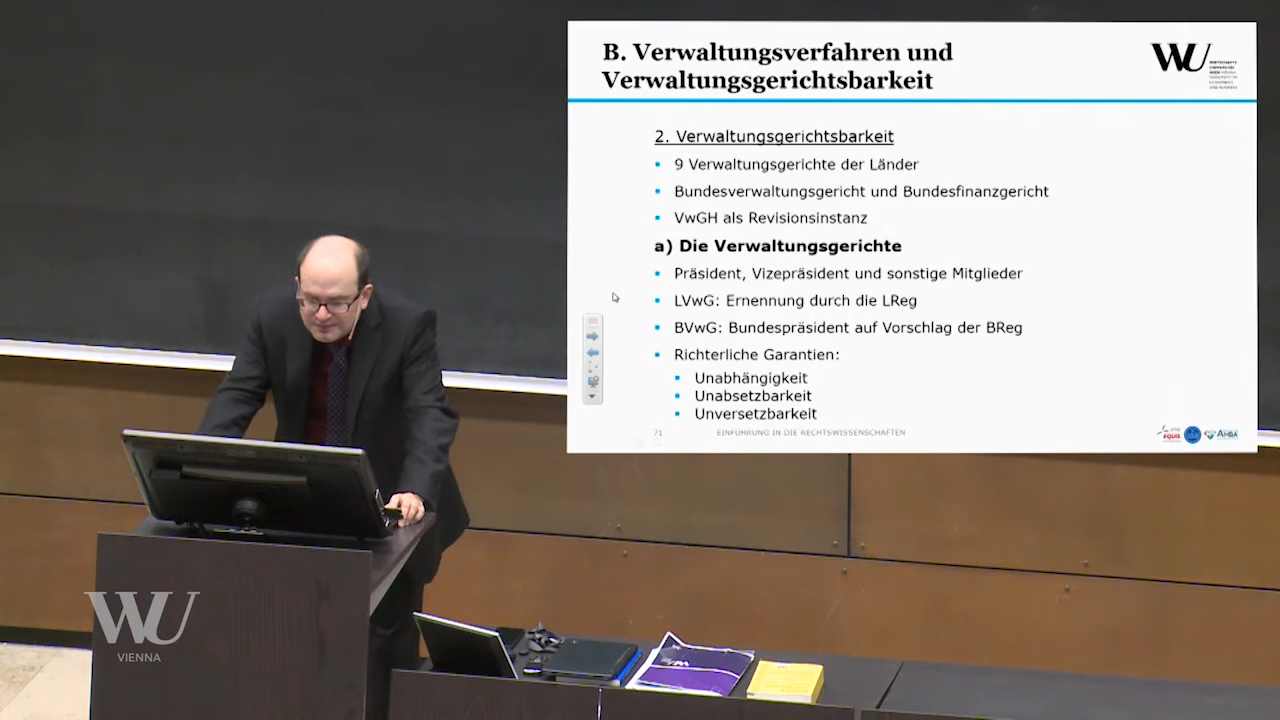 B. Verwaltungsverfahren und
Verwaltungsgerichtsbarkeit
WU
2. Verwaltungsgerichtsbarkeit
9 Verwaltungsgerichte der Länder
Bundesverwaltungsgericht und Bundesfinanzgericht
VwGH als Revisionsinstanz
a) Die Verwaltungsgerichte
Präsident, Vizepräsident und sonstige Mitglieder
LVwG: Ernennung durch die LReg
BVwG: Bundespräsident auf Vorschlag der BReg
Richterliche Garantien:
Unabhängigkeit
Unabsetzbarkeit
Unversetzbarkeit
71 EINFÜHRUNG IN DIE RECHTSWISSENSCHAFTEN
EQUIS
AMBA
WU
VIENNA